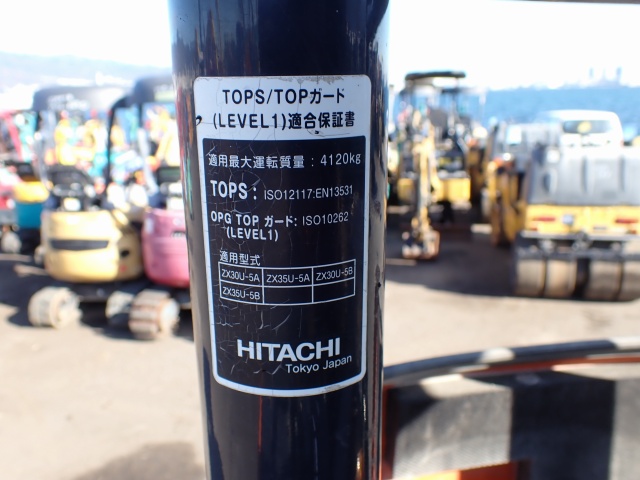 TOPS/TOPガード
(LEVEL1)適合保証書
適用最大運転質量：4120kg
TOPS：ISO12117:EN13531
OPG TOP ガード：ISO10262
(LEVEL1)
適用型式
ZX30U-5A ZX35U-5A ZX30U-5B
ZX35U-5B
HITACHI
Tokyo Japan